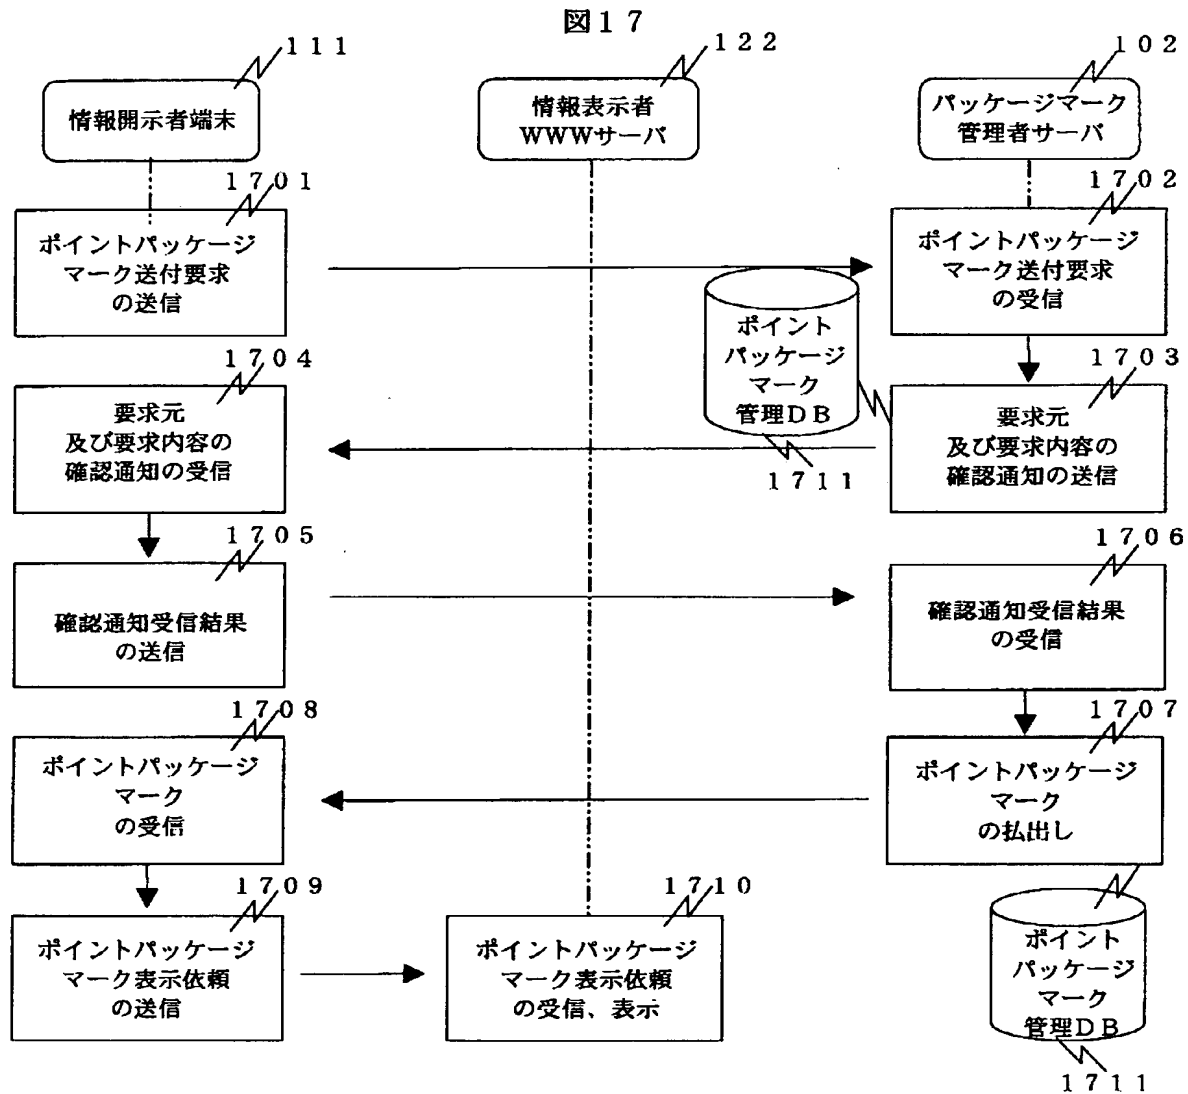 図１７
１１１
１２２
１０２
情報開示者端末
情報表示者
ＷＷＷサーバ
パッケージマーク
管理者サーバ
１７０１
１７０２
ポイントパッケージ
マーク送付要求
の送信
ポイントパッケージ
マーク送付要求
の受信
ポイント
パッケージ
マーク
管理ＤＢ
１７１１
１７０４
１７０３
要求元
及び要求内容の
確認通知の受信
要求元
及び要求内容の
確認通知の送信
１７０５
１７０６
確認通知受信結果
の送信
確認通知受信結果
の受信
１７０８
１７０７
ポイントパッケージ
マーク
の受信
ポイントパッケージ
マーク
の払出し
１７０９
１７１０
ポイントパッケージ
マーク表示依頼
の送信
ポイントパッケージ
マーク表示依頼
の受信、表示
ポイント
パッケージ
マーク
管理ＤＢ
１７１１